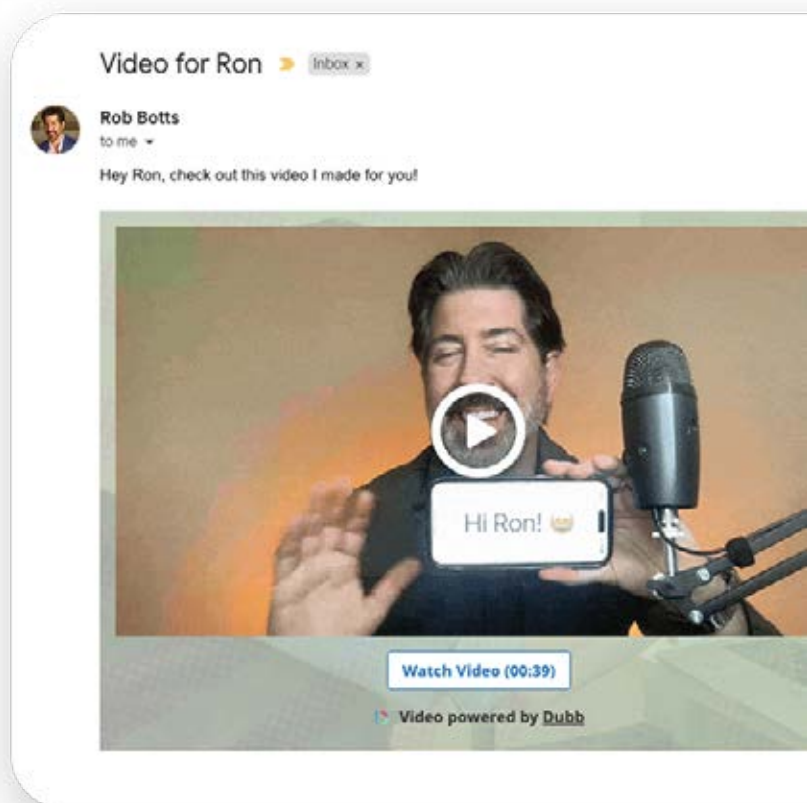 Video for Ron Inbox x
Rob Botts
to me
Hey Ron, check out this video I made for you!
Hi Ron! 😀
Watch Video (00:39)
Video powered by Dubb